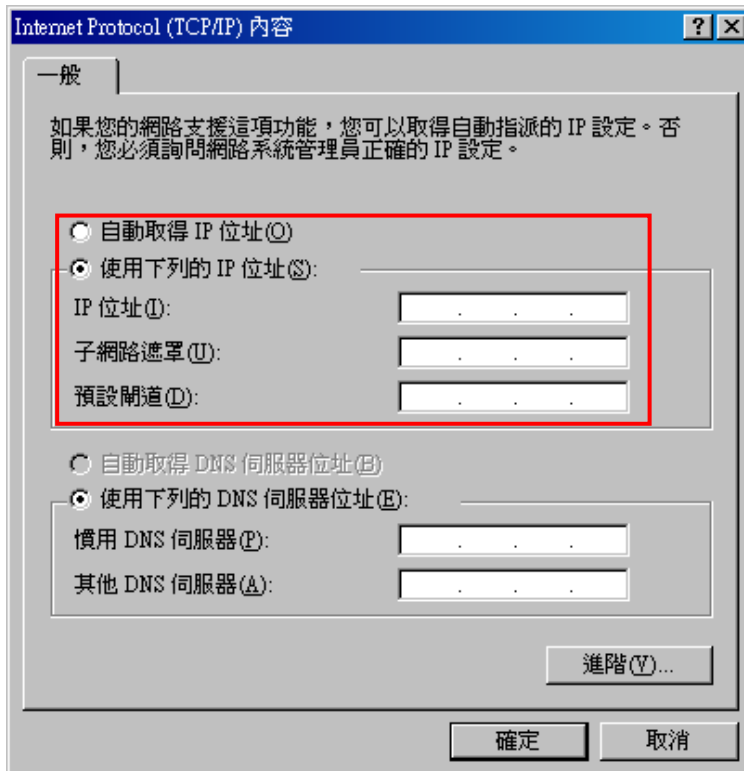 Internet Protocol (TCP/IP) 內容
一般
如果您的網路支援這項功能，您可以取得自動指派的 IP 設定。否
則，您必須詢問網路系統管理員正確的 IP 設定。
自動取得 IP 位址(O)
使用下列的 IP 位址(S):
IP 位址(I):
子網路遮罩(U):
預設閘道(D):
自動取得 DNS 伺服器位址(B)
使用下列的 DNS 伺服器位址(E):
慣用 DNS 伺服器(P):
其他 DNS 伺服器(A):
進階(V)...
確定
取消